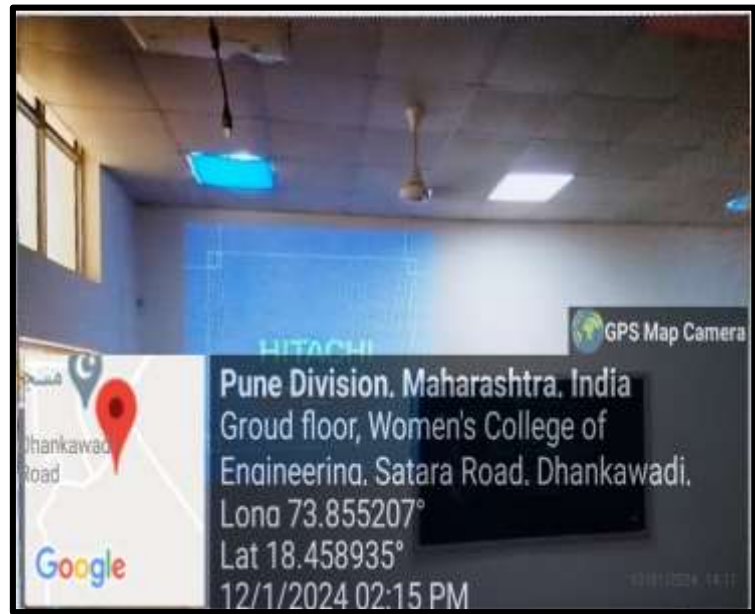 HITACHI
GPS Map Camera
Pune Division, Maharashtra, India
Groud floor, Women's College of
Engineering, Satara Road, Dhankawadi,
Long 73.855207°
Lat 18.458935°
12/1/2024 02:15 PM
Dhankawadi
Road
Google